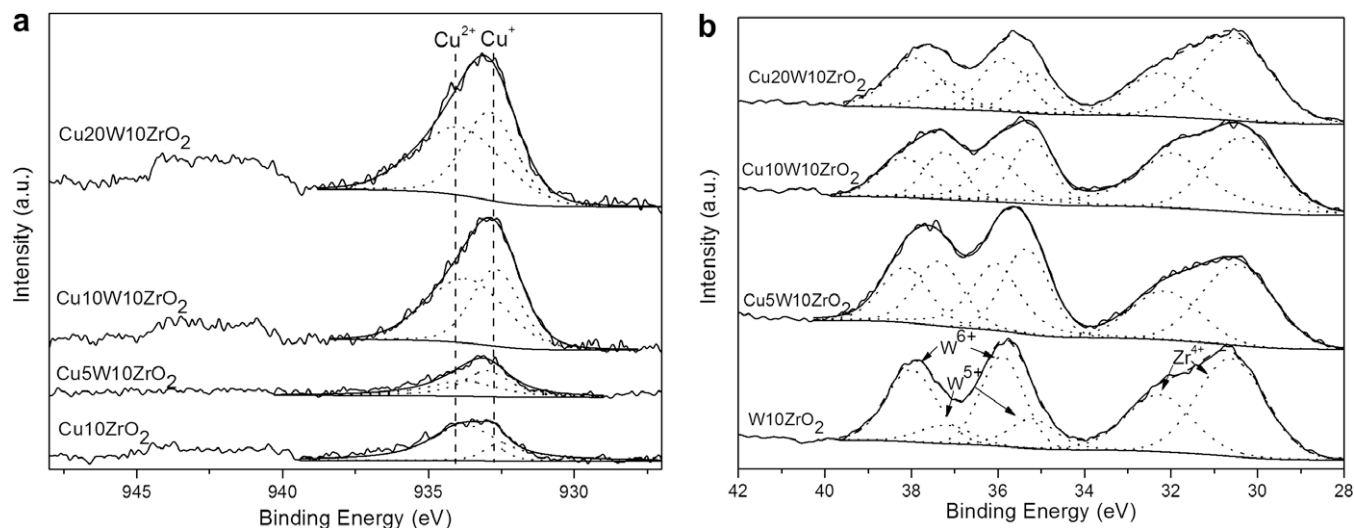 a
Cu²⁺ Cu⁺
Cu20W10ZrO₂
Cu10W10ZrO₂
Cu5W10ZrO₂
Cu10ZrO₂
Intensity (a.u.)
945 940 935 930
Binding Energy (eV)
b
Cu20W10ZrO₂
Cu10W10ZrO₂
Cu5W10ZrO₂
W⁶⁺
W⁵⁺
Zr⁴⁺
W10ZrO₂
Intensity (a.u.)
42 40 38 36 34 32 30 28
Binding Energy (eV)